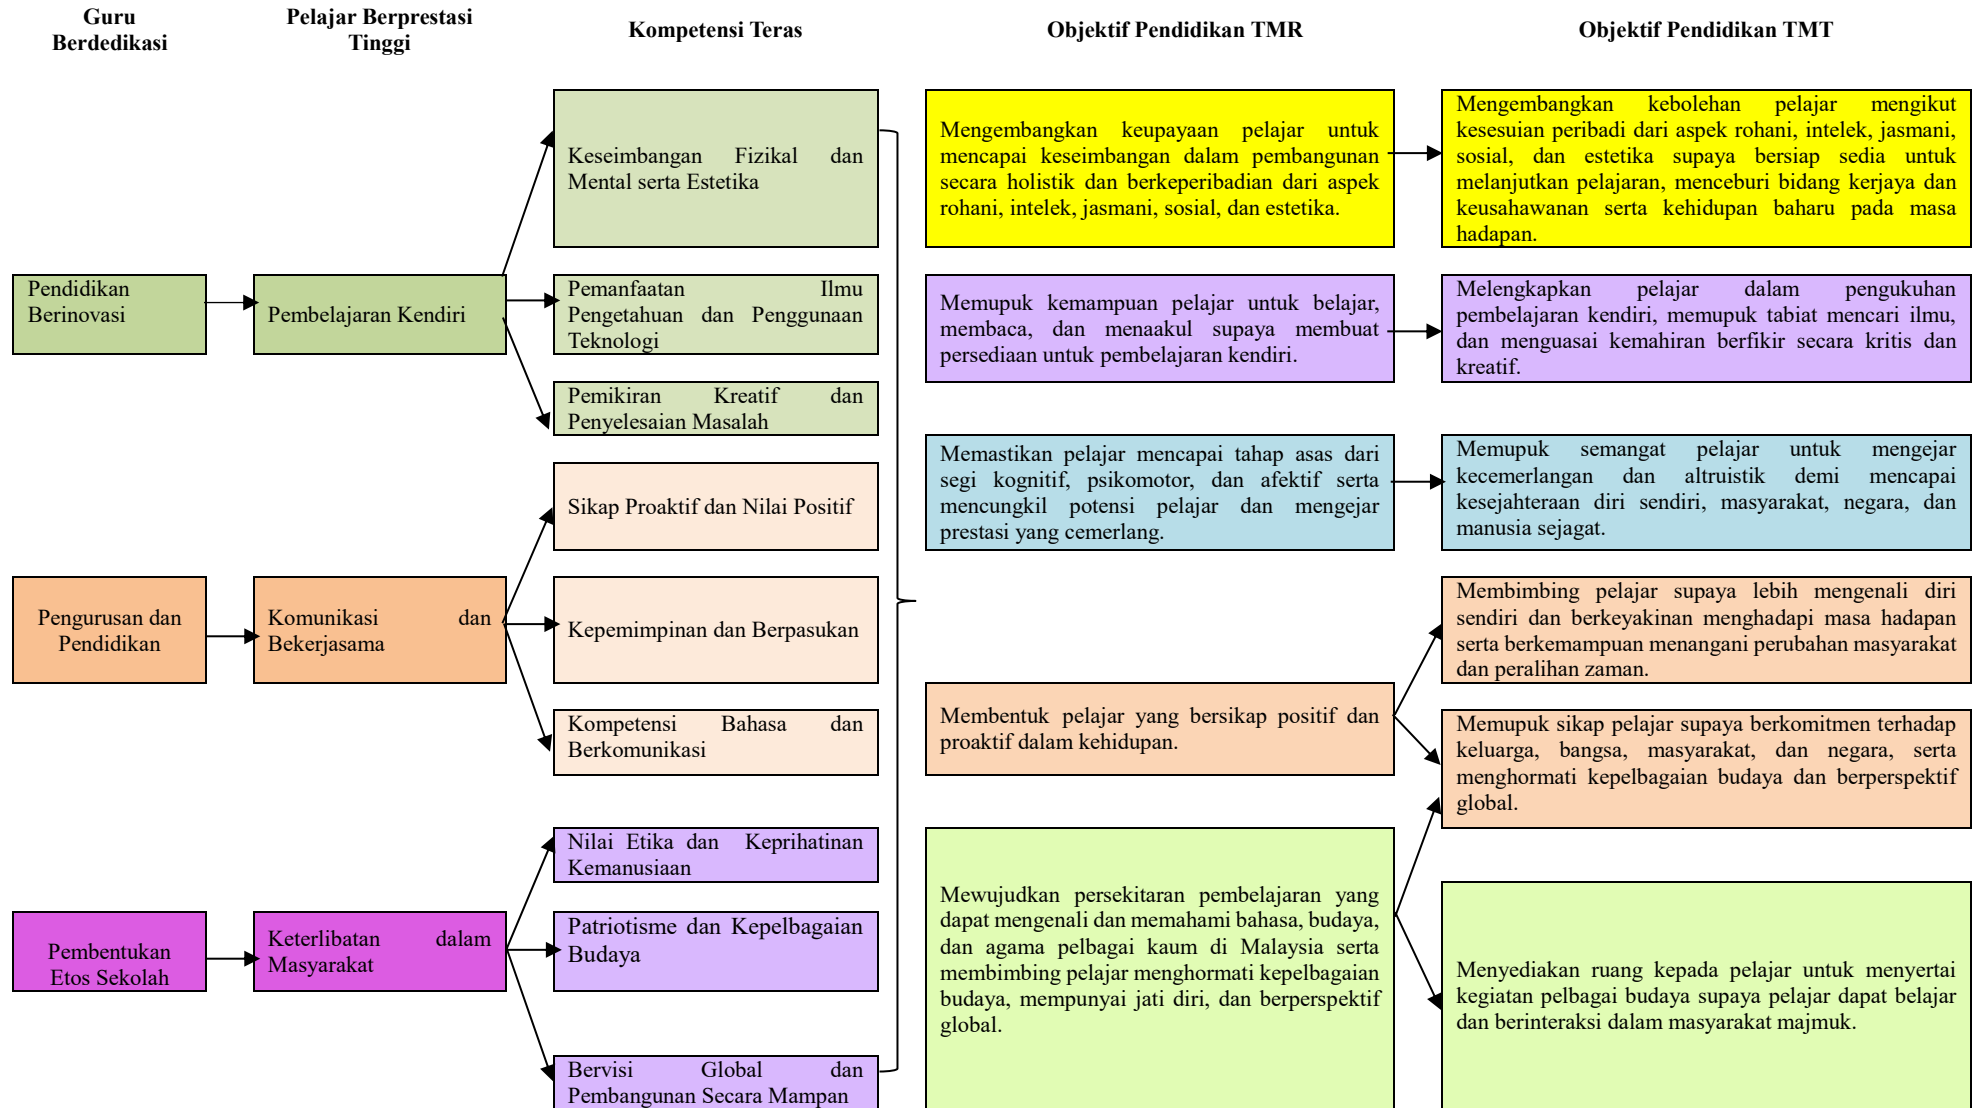 Guru
Berdedikasi
Pelajar Berprestasi
Tinggi
Kompetensi Teras
Objektif Pendidikan TMR
Objektif Pendidikan TMT
Pendidikan
Berinovasi
Pembelajaran Kendiri
Keseimbangan Fizikal dan
Mental serta Estetika
Pemanfaatan Ilmu
Pengetahuan dan Penggunaan
Teknologi
Pemikiran Kreatif dan
Penyelesaian Masalah
Pengurusan dan
Pendidikan
Komunikasi dan
Bekerjasama
Sikap Proaktif dan Nilai Positif
Kepemimpinan dan Berpasukan
Kompetensi Bahasa dan
Berkomunikasi
Pembentukan
Etos Sekolah
Keterlibatan dalam
Masyarakat
Nilai Etika dan Keprihatinan
Kemanusiaan
Patriotisme dan Kepelbagaian
Budaya
Bervisi Global dan
Pembangunan Secara Mampan
Mengembangkan keupayaan pelajar untuk
mencapai keseimbangan dalam pembangunan
secara holistik dan berkeperibadian dari aspek
rohani, intelek, jasmani, sosial, dan estetika.
Mengembangkan kebolehan pelajar mengikut
kesesuian peribadi dari aspek rohani, intelek, jasmani,
sosial, dan estetika supaya bersiap sedia untuk
melanjutkan pelajaran, menceburi bidang kerjaya dan
keusahawanan serta kehidupan baharu pada masa
hadapan.
Memupuk kemampuan pelajar untuk belajar,
membaca, dan menaakul supaya membuat
persediaan untuk pembelajaran kendiri.
Melengkapkan pelajar dalam pengukuhan
pembelajaran kendiri, memupuk tabiat mencari ilmu,
dan menguasai kemahiran berfikir secara kritis dan
kreatif.
Memastikan pelajar mencapai tahap asas dari
segi kognitif, psikomotor, dan afektif serta
mencungkil potensi pelajar dan mengejar
prestasi yang cemerlang.
Memupuk semangat pelajar untuk mengejar
kecemerlangan dan altruistik demi mencapai
kesejahteraan diri sendiri, masyarakat, negara, dan
manusia sejagat.
Membentuk pelajar yang bersikap positif dan
proaktif dalam kehidupan.
Membimbing pelajar supaya lebih mengenali diri
sendiri dan berkeyakinan menghadapi masa hadapan
serta berkemampuan menangani perubahan masyarakat
dan peralihan zaman.
Memupuk sikap pelajar supaya berkomitmen terhadap
keluarga, bangsa, masyarakat, dan negara, serta
menghormati kepelbagaian budaya dan berperspektif
global.
Mewujudkan persekitaran pembelajaran yang
dapat mengenali dan memahami bahasa, budaya,
dan agama pelbagai kaum di Malaysia serta
membimbing pelajar menghormati kepelbagaian
budaya, mempunyai jati diri, dan berperspektif
global.
Menyediakan ruang kepada pelajar untuk menyertai
kegiatan pelbagai budaya supaya pelajar dapat belajar
dan berinteraksi dalam masyarakat majmuk.